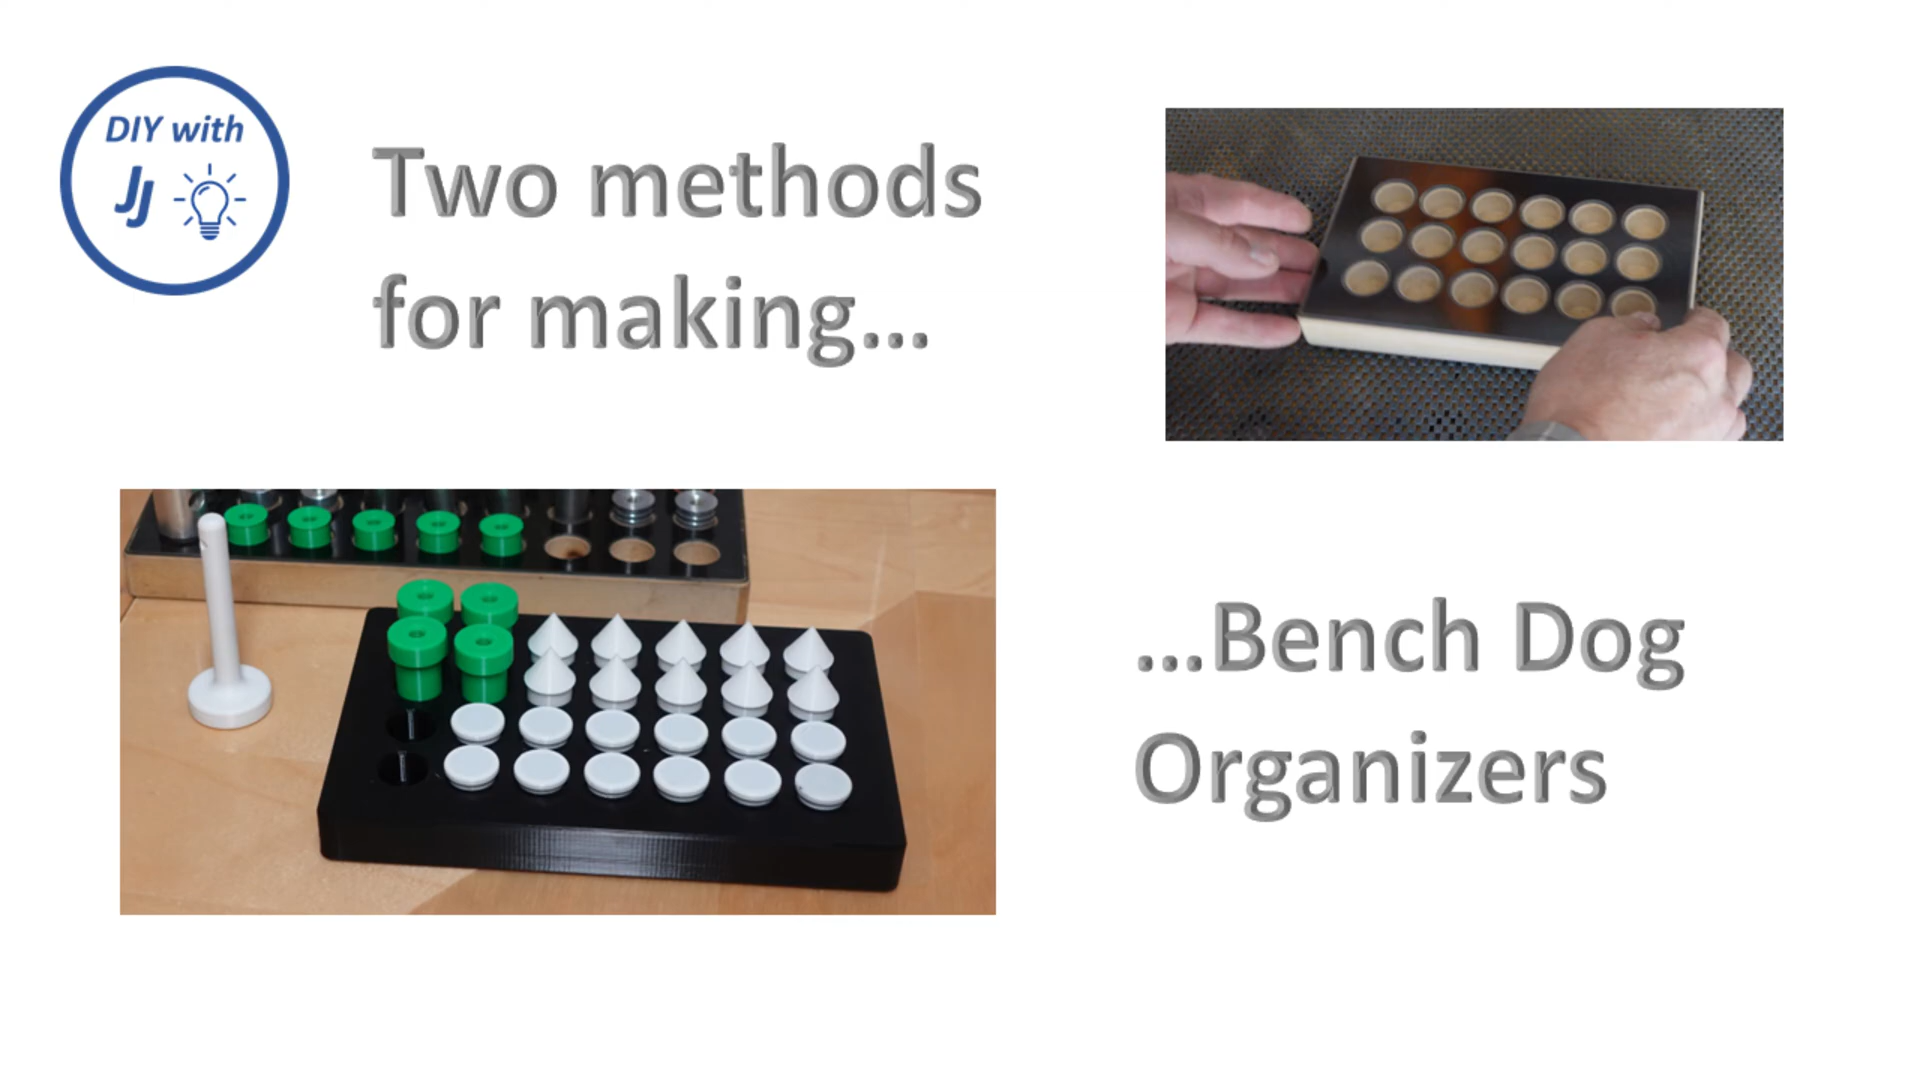 DIY with
JJ
Two methods
for making...
...Bench Dog
Organizers